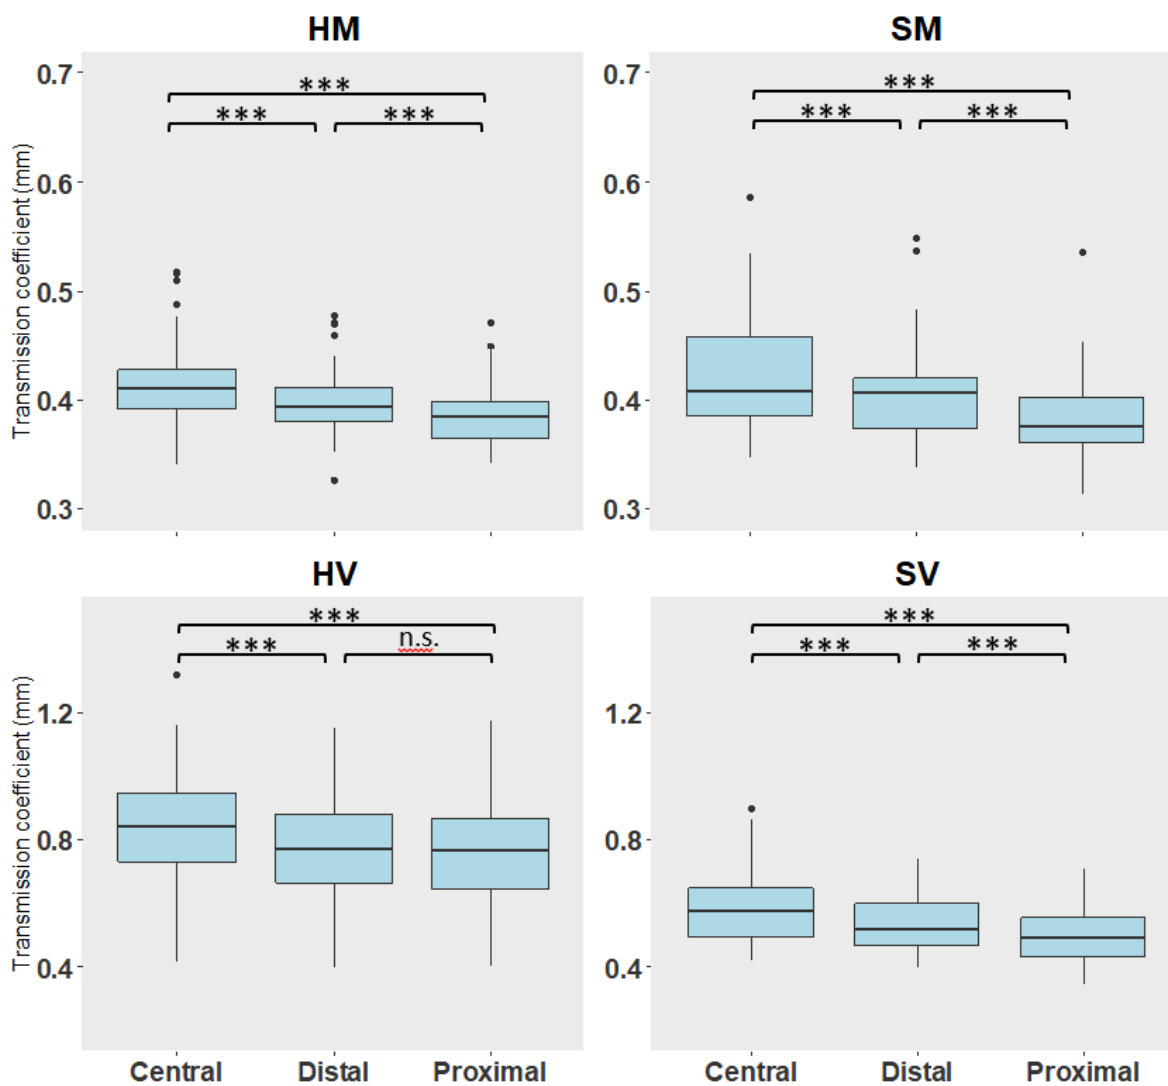 HM
SM
0.7
***
***
***
0.6
0.5
0.4
0.3
Transmission coefficient (mm)
0.7
***
***
***
0.6
0.5
0.4
0.3
HV
SV
***
***
n.s.
1.2
0.8
0.4
Transmission coefficient (mm)
Central
Distal
Proximal
***
***
***
1.2
0.8
0.4
Central
Distal
Proximal